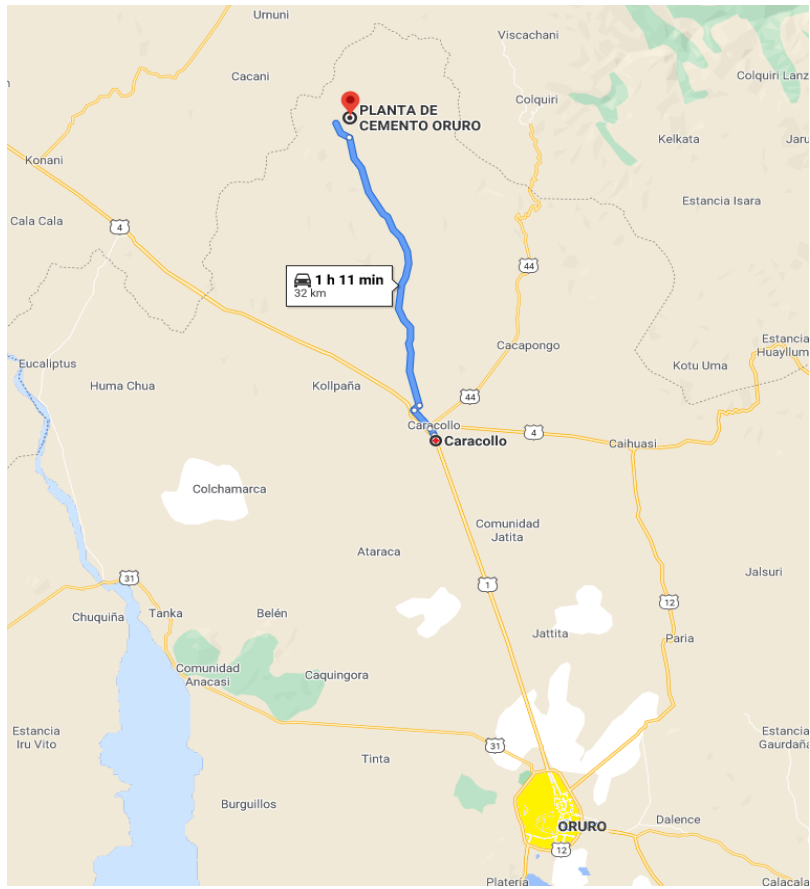 Urnuni
Viscachani
Cacani
Colquiri Lanz
Colquiri
PLANTA DE
CEMENTO ORURO
Kelkata
Jaru
Konani
Estancia Isara
Cala Cala
4
44
1 h 11 min
32 km
Estancia
Huayllum
Cacapongo
Eucaliptus
Kotu Uma
Huma Chua
Kollpaña
44
Caracollo
4
Caracollo
Caihuasi
Colchamarca
Comunidad
Jatita
Ataraca
Jalsuri
31
1
12
Chuquiña
Tanka
Belén
Jattita
Paria
Comunidad
Anacasi
Caquingora
Estancia
Iru Vito
31
Estancia
Gaurdaña
Tinta
Burguillos
ORURO
Dalence
12
Platería
Calacala